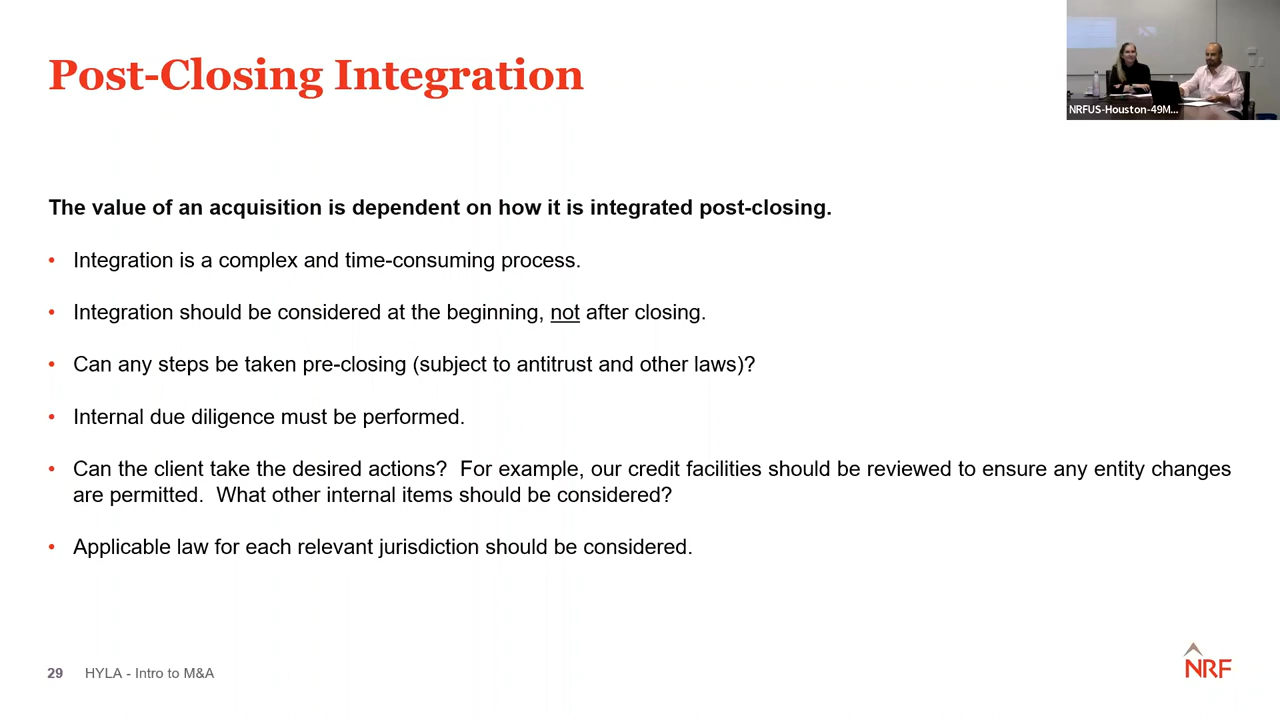 Post-Closing Integration
NRFUS-Houston-49M...
The value of an acquisition is dependent on how it is integrated post-closing.
• Integration is a complex and time-consuming process.
• Integration should be considered at the beginning, not after closing.
• Can any steps be taken pre-closing (subject to antitrust and other laws)?
• Internal due diligence must be performed.
• Can the client take the desired actions?  For example, our credit facilities should be reviewed to ensure any entity changes
are permitted.  What other internal items should be considered?
• Applicable law for each relevant jurisdiction should be considered.
29 HYLA - Intro to M&A
NRF